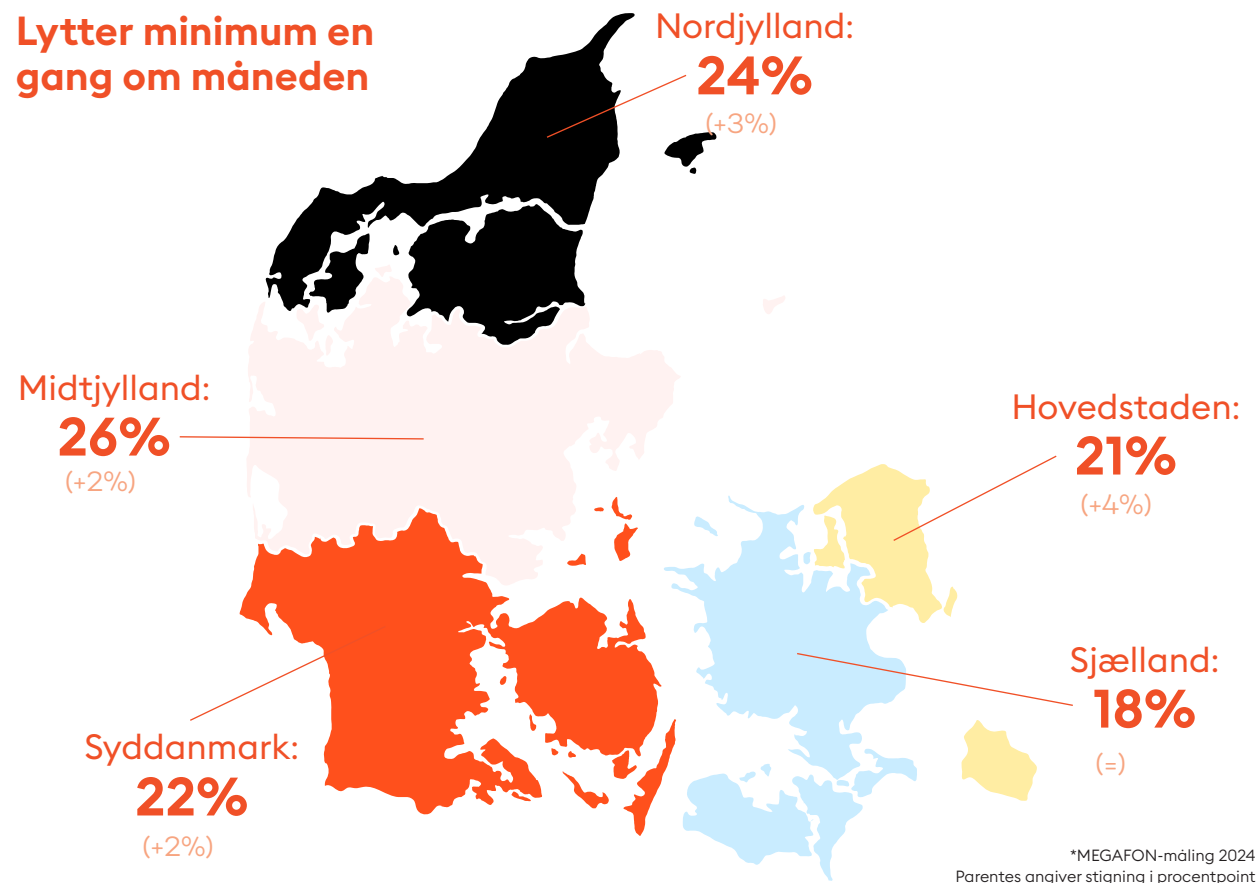 Lytter minimum en
gang om måneden
Nordjylland:
24%
(+3%)
Midtjylland:
26%
(+2%)
Hovedstaden:
21%
(+4%)
Sjælland:
18%
(=)
Syddanmark:
22%
(+2%)
*MEGAFON-måling 2024
Parentes angiver stigning i procentpoint